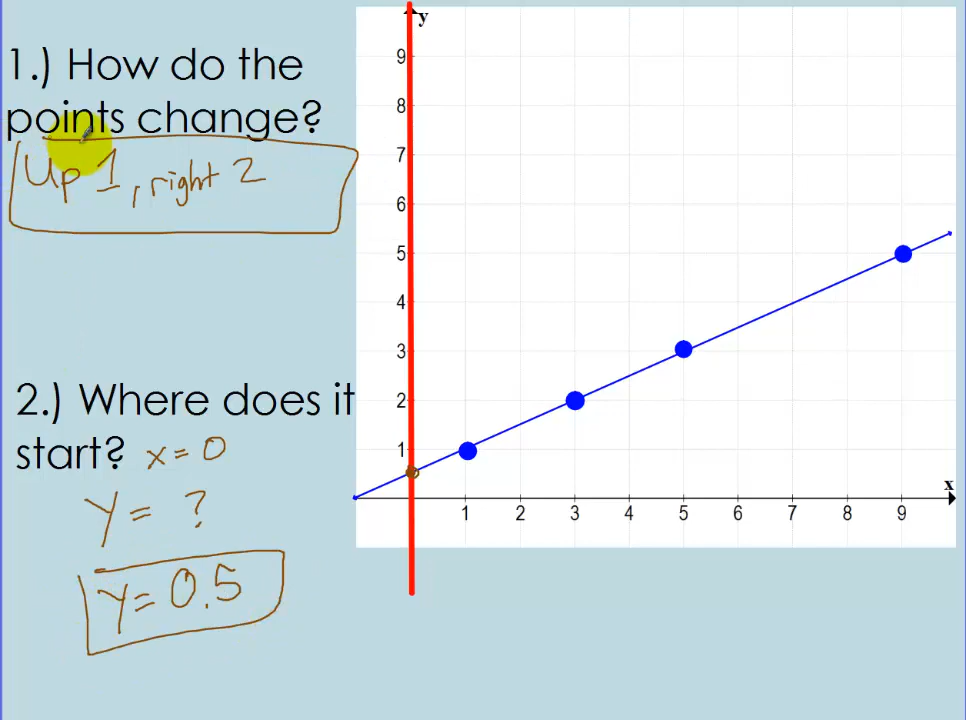 1.) How do the
points change?
Up 1, right 2
2.) Where does it
start? x = 0
y = ?
y = 0.5
y
9
8
7
6
5
4
3
2
1
x
1 2 3 4 5 6 7 8 9